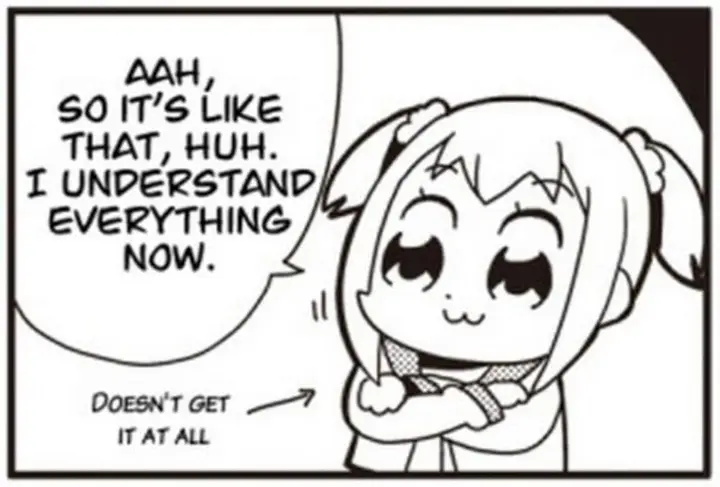 AAH,
SO IT'S LIKE
THAT, HUH.
I UNDERSTAND
EVERYTHING
NOW.
DOESN'T GET
IT AT ALL